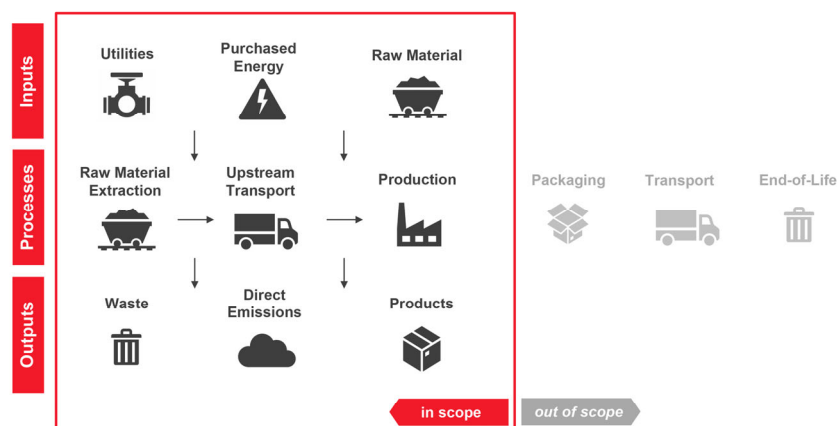 Inputs
Utilities
Purchased
Energy
Raw Material
Processes
Raw Material
Extraction
Upstream
Transport
Production
Packaging
Transport
End-of-Life
Outputs
Waste
Direct
Emissions
Products
in scope
out of scope